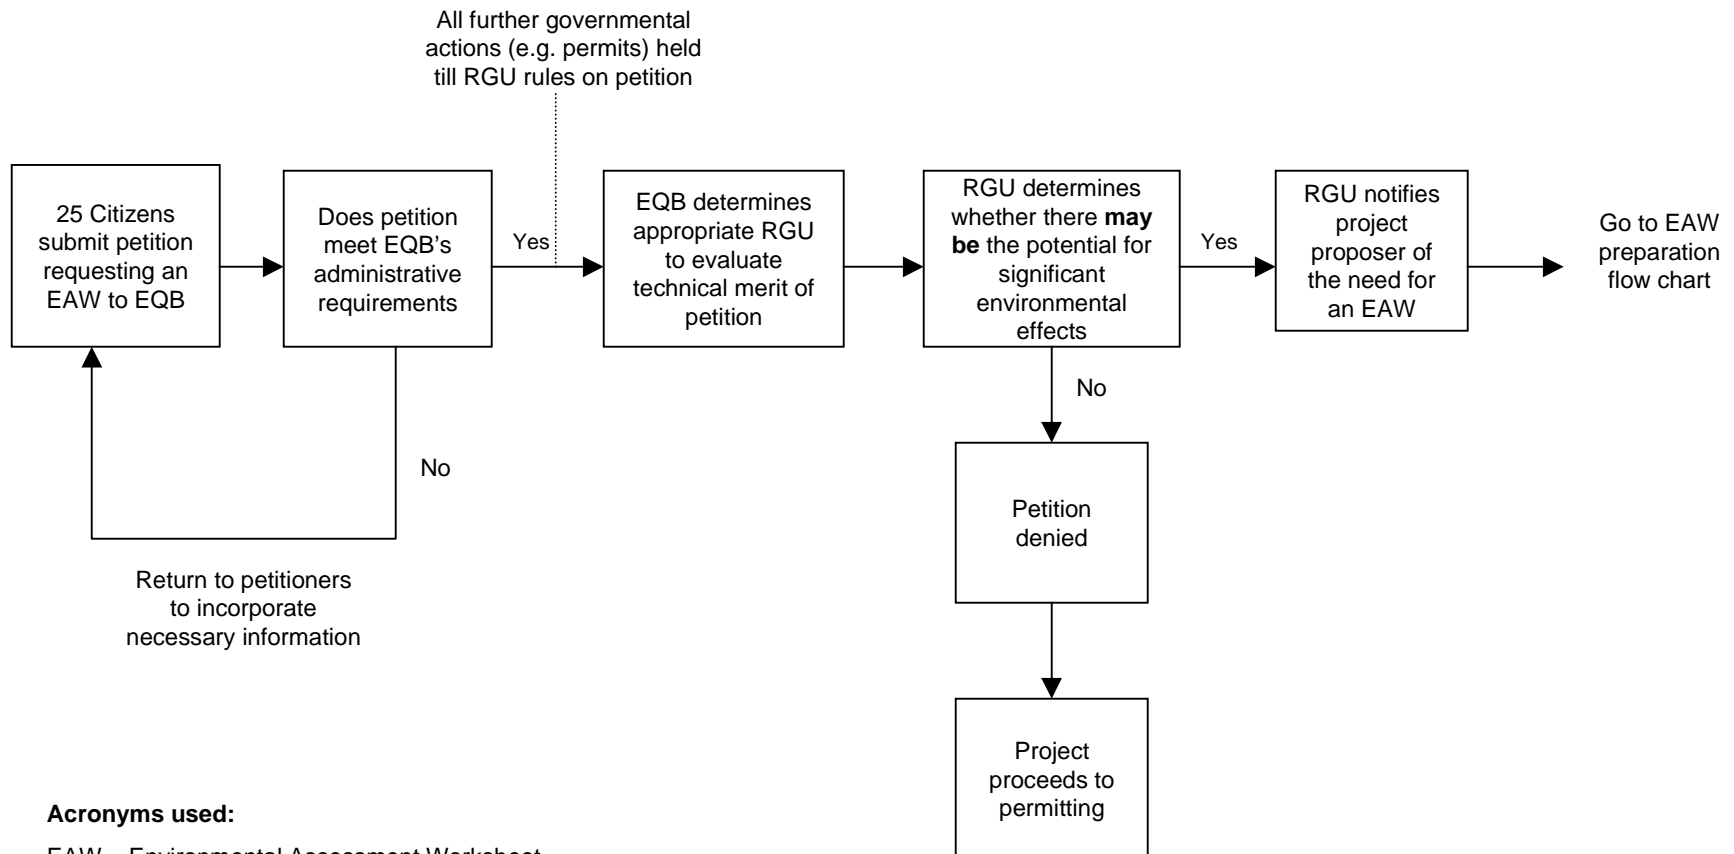 All further governmental
actions (e.g. permits) held
till RGU rules on petition
25 Citizens
submit petition
requesting an
EAW to EQB
Does petition
meet EQB's
administrative
requirements
Yes
EQB determines
appropriate RGU
to evaluate
technical merit of
petition
RGU determines
whether there may
be the potential for
significant
environmental
effects
Yes
RGU notifies
project
proposer of
the need for
an EAW
Go to EAW
preparation
flow chart
No
No
Return to petitioners
to incorporate
necessary information
Petition
denied
Project
proceeds to
permitting
Acronyms used:
EAW – Environmental Assessment Worksheet